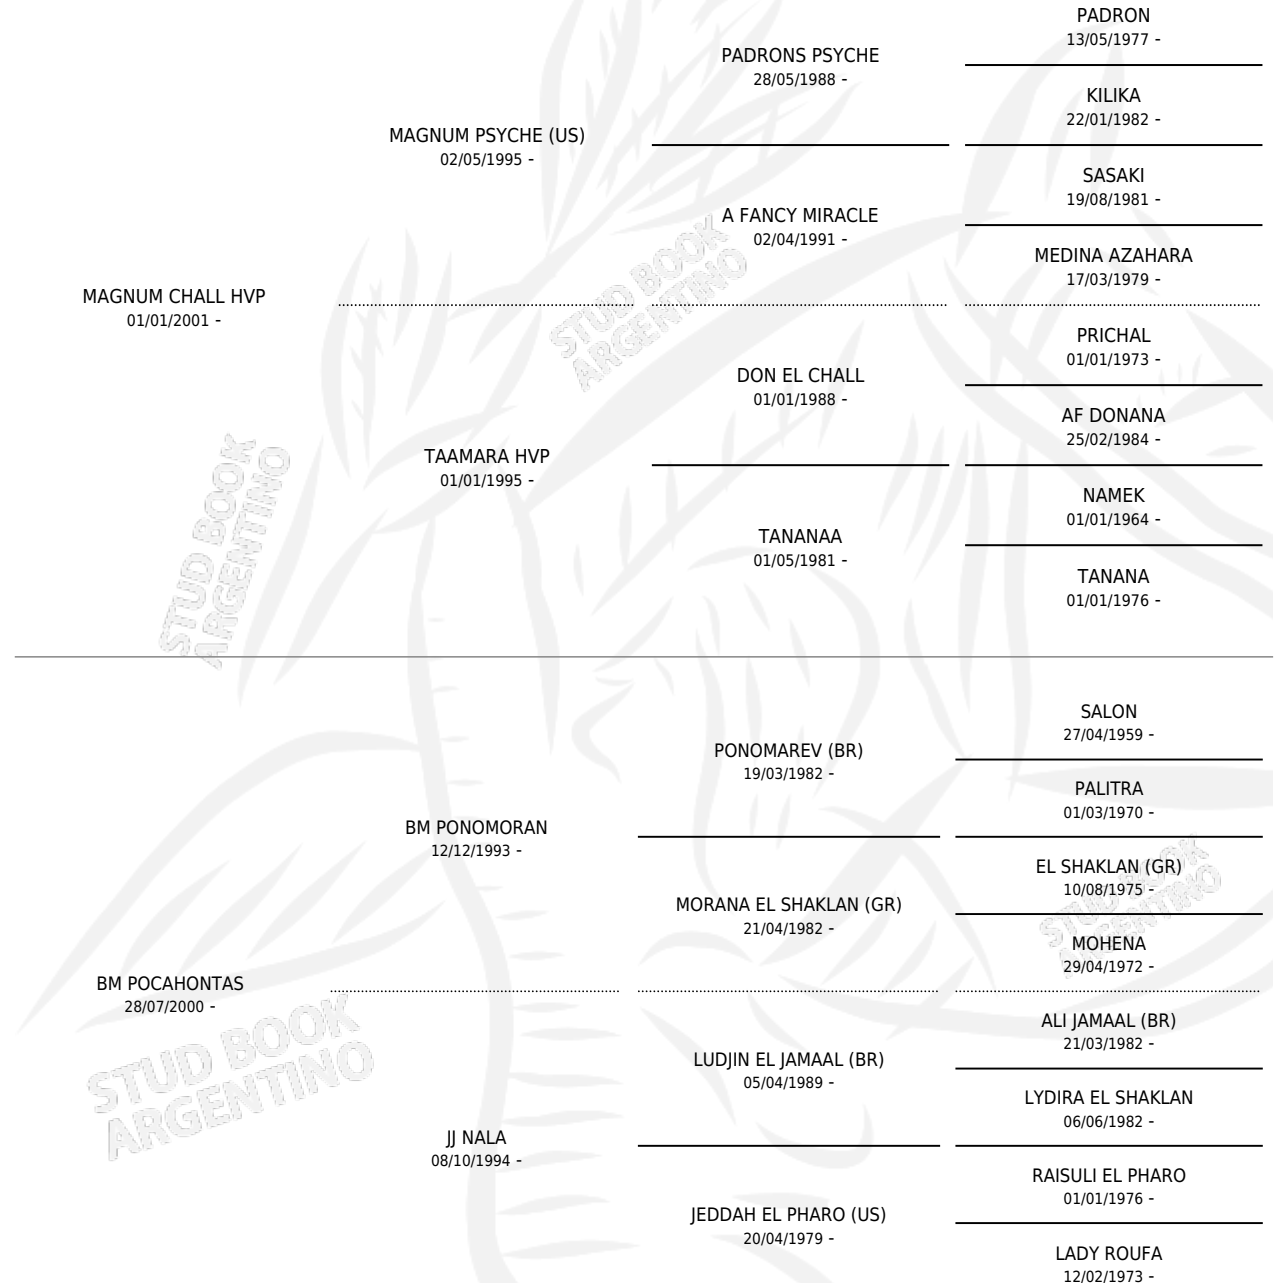 PADRON
13/05/1977 -
PADRONS PSYCHE
28/05/1988 -
KILIKA
22/01/1982 -
MAGNUM PSYCHE (US)
02/05/1995 -
SASAKI
19/08/1981 -
A FANCY MIRACLE
02/04/1991 -
MEDINA AZAHARA
17/03/1979 -
MAGNUM CHALL HVP
01/01/2001 -
STUD BOOK
ARGENTINO
PRICHAL
01/01/1973 -
DON EL CHALL
01/01/1988 -
AF DONANA
25/02/1984 -
TAAMARA HVP
01/01/1995 -
NAMEK
01/01/1964 -
TANANAA
01/05/1981 -
TANANA
01/01/1976 -
STUD BOOK
ARGENTINO
SALON
27/04/1959 -
PONOMAREV (BR)
19/03/1982 -
PALITRA
01/03/1970 -
BM PONOMORAN
12/12/1993 -
EL SHAKLAN (GR)
10/08/1975 -
MORANA EL SHAKLAN (GR)
21/04/1982 -
STUD BOOK
ARGENTINO
MOHENA
29/04/1972 -
BM POCAHONTAS
28/07/2000 -
ALI JAMAAL (BR)
21/03/1982 -
LUDJIN EL JAMAAL (BR)
05/04/1989 -
LYDIRA EL SHAKLAN
06/06/1982 -
STUD BOOK
ARGENTINO
JJ NALA
08/10/1994 -
RAISULI EL PHARO
01/01/1976 -
JEDDAH EL PHARO (US)
20/04/1979 -
LADY ROUFA
12/02/1973 -